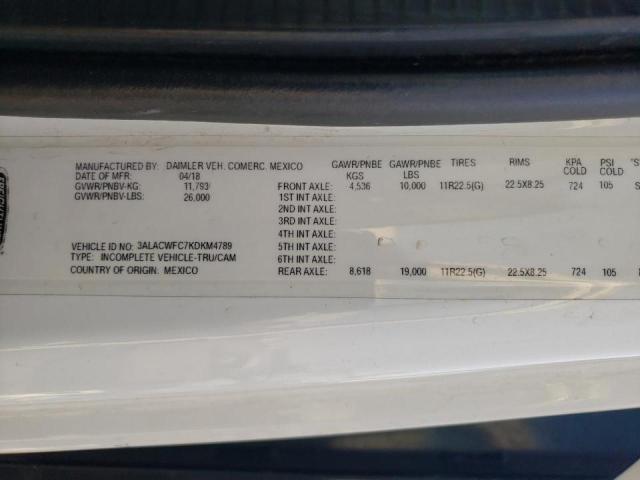 MANUFACTURED BY: DAIMLER VEH. COMERC. MEXICO
DATE OF MFR: 04/18
GVWR/PNBV-KG: 11,793
GVWR/PNBV-LBS: 26,000
VEHICLE ID NO: 3ALACWFC7KDKM4789
TYPE: INCOMPLETE VEHICLE-TRU/CAM
COUNTRY OF ORIGIN: MEXICO
GAWR/PNBE KGS GAWR/PNBE LBS TIRES RIMS KPA COLD PSI COLD
FRONT AXLE: 4,536 10,000 11R22.5(G) 22.5X8.25 724 105
1ST INT AXLE:
2ND INT AXLE:
3RD INT AXLE:
4TH INT AXLE:
5TH INT AXLE:
6TH INT AXLE:
REAR AXLE: 8,618 19,000 11R22.5(G) 22.5X8.25 724 105